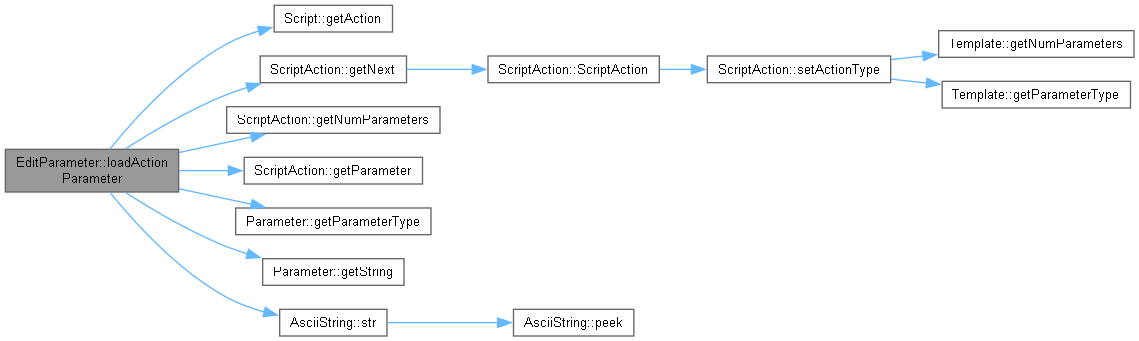 EditParameter::loadAction
Parameter
Script::getAction
ScriptAction::getNext
ScriptAction::ScriptAction
ScriptAction::setActionType
Template::getNumParameters
Template::getParameterType
ScriptAction::getNumParameters
ScriptAction::getParameter
Parameter::getParameterType
Parameter::getString
AsciiString::str
AsciiString::peek